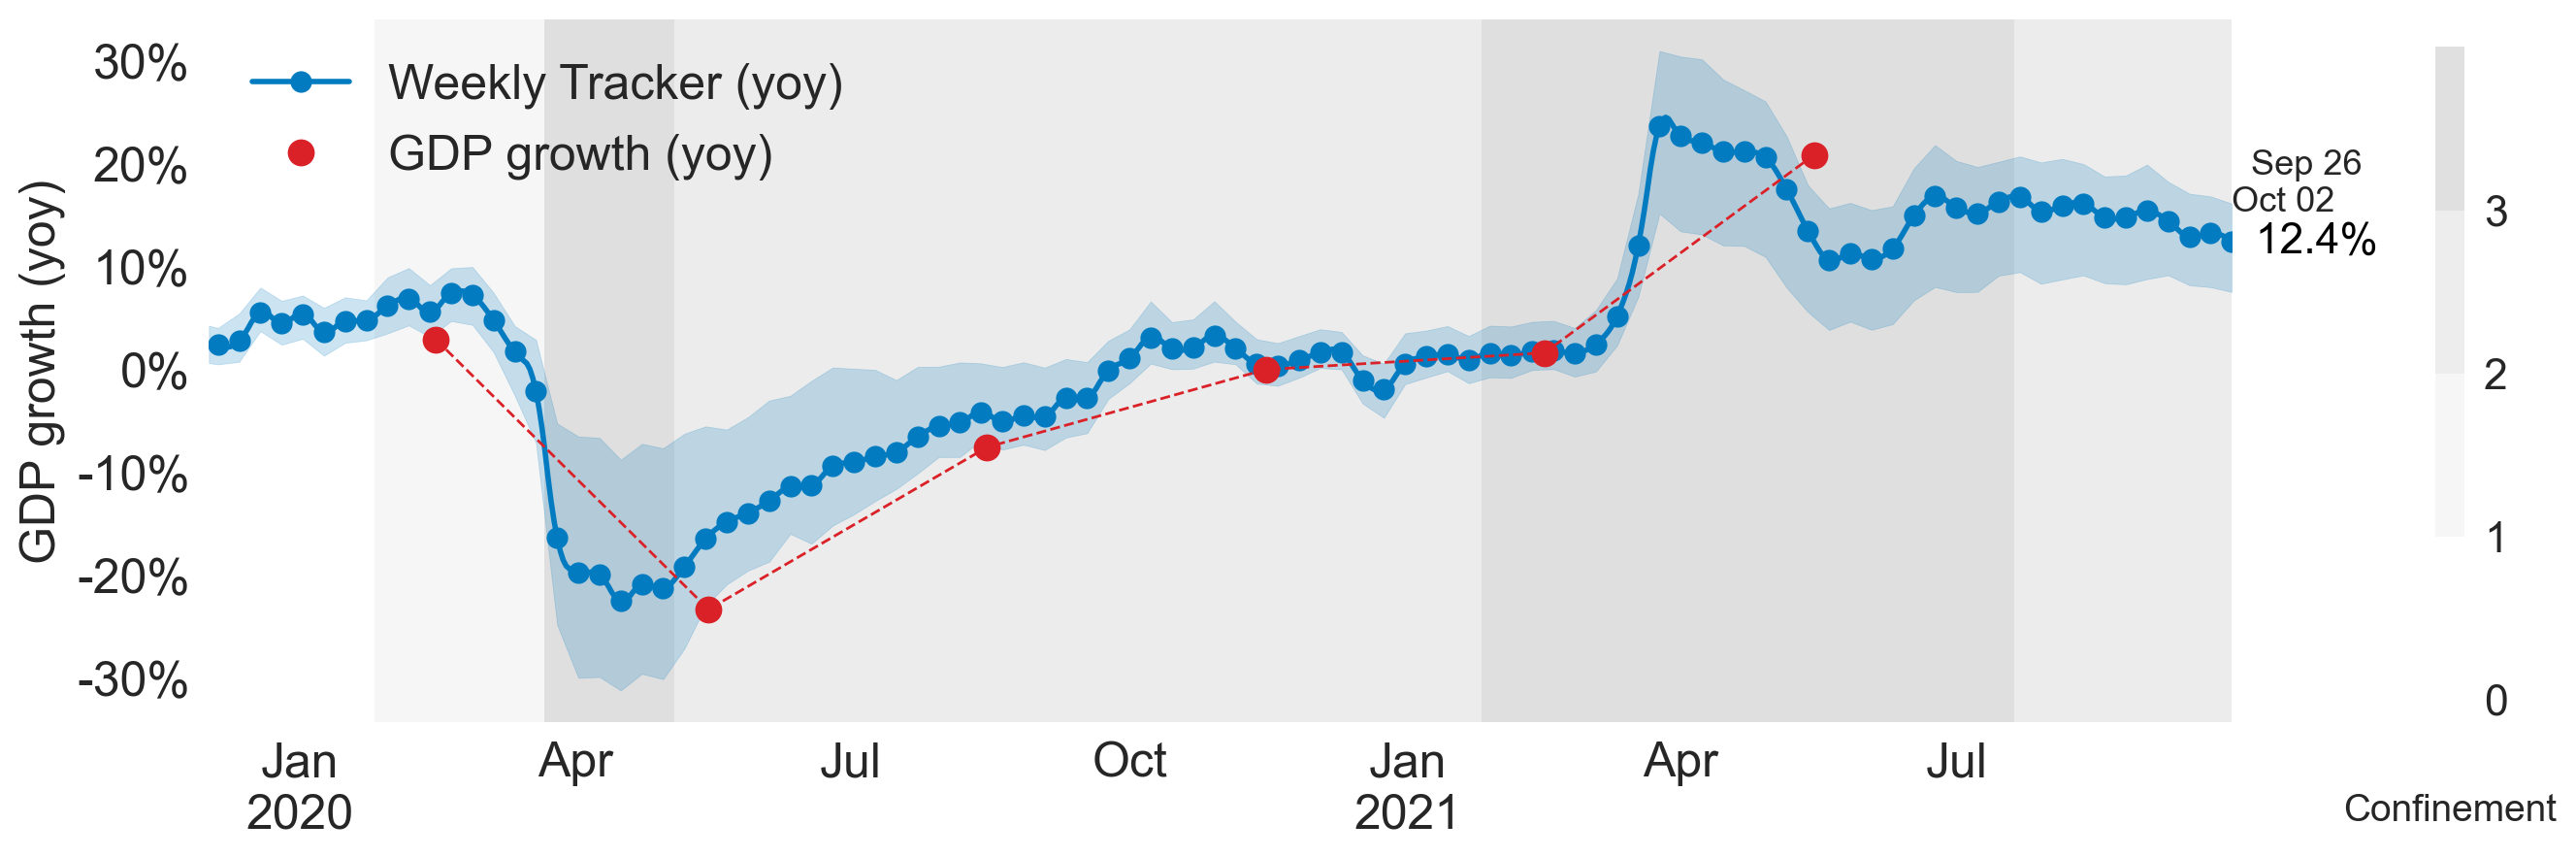 GDP growth (yoy)
30%
20%
10%
0%
-10%
-20%
-30%
Weekly Tracker (yoy)
GDP growth (yoy)
Sep 26
Oct 02
12.4%
3
2
1
0
Confinement
Jan
2020
Apr
Jul
Oct
Jan
2021
Apr
Jul